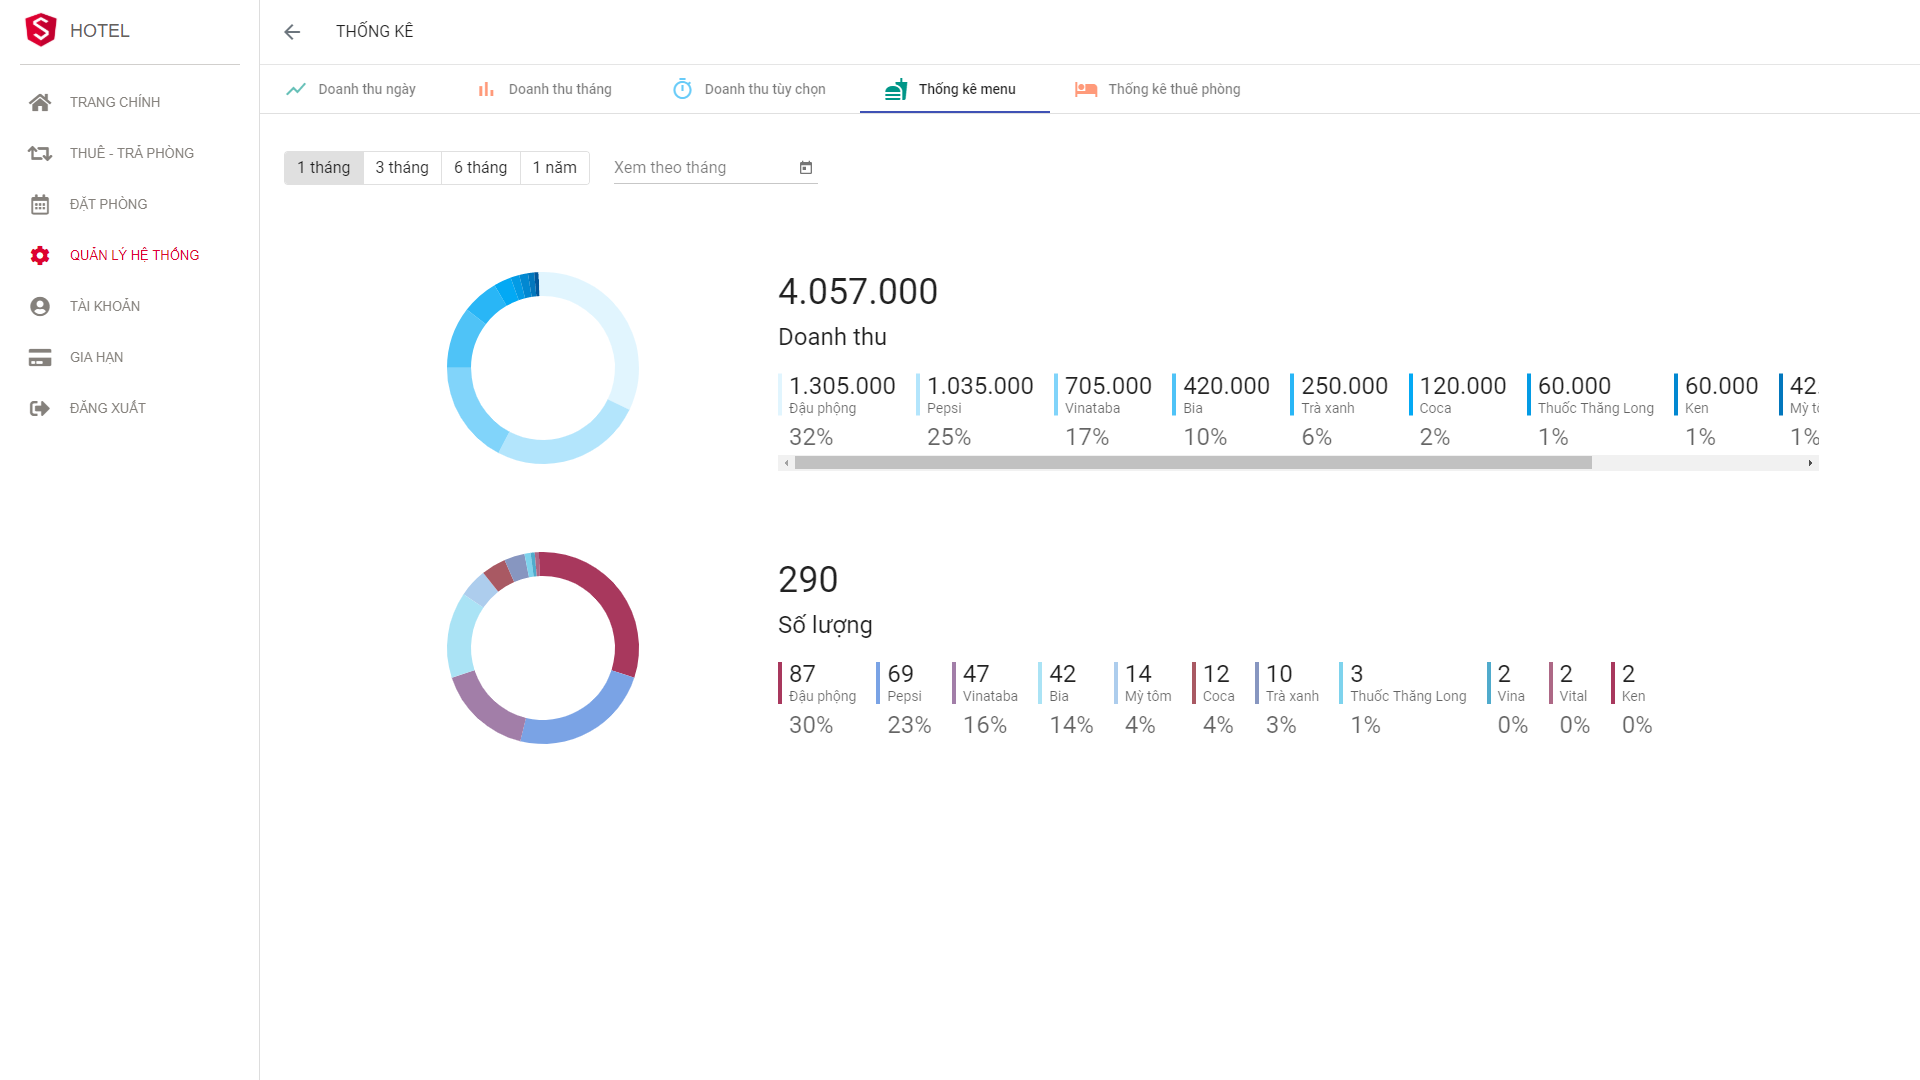 HOTEL
TRANG CHÍNH
THUÊ - TRẢ PHÒNG
ĐẶT PHÒNG
QUẢN LÝ HỆ THỐNG
TÀI KHOẢN
GIA HẠN
ĐĂNG XUẤT
THỐNG KÊ
Doanh thu ngày
Doanh thu tháng
Doanh thu tùy chọn
Thống kê menu
Thống kê thuê phòng
1 tháng 3 tháng 6 tháng 1 năm
Xem theo tháng
4.057.000
Doanh thu
1.305.000 1.035.000 705.000 420.000 250.000 120.000 60.000 60.000 42.
Đậu phộng Pepsi Vinataba Bia Trà xanh Coca Thuốc Thăng Long Ken Mỳ
32% 25% 17% 10% 6% 2% 1% 1% 1%
290
Số lượng
87 69 47 42 14 12 10 3 2 2 2
Đậu phộng Pepsi Vinataba Bia Mỳ tôm Coca Trà xanh Thuốc Thăng Long Vina Vital Ken
30% 23% 16% 14% 4% 4% 3% 1% 0% 0% 0%